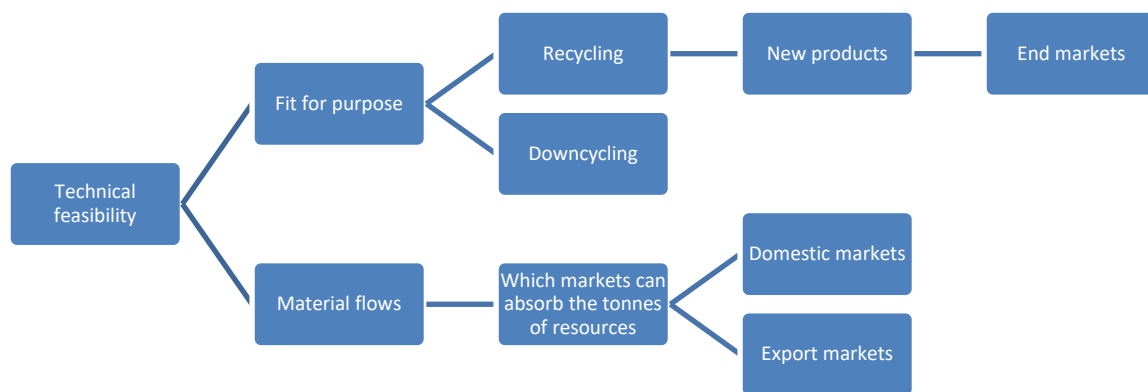 Recycling
New products
End markets
Fit for purpose
Downcycling
Technical
feasibility
Domestic markets
Material flows
Which markets can
absorb the tonnes
of resources
Export markets